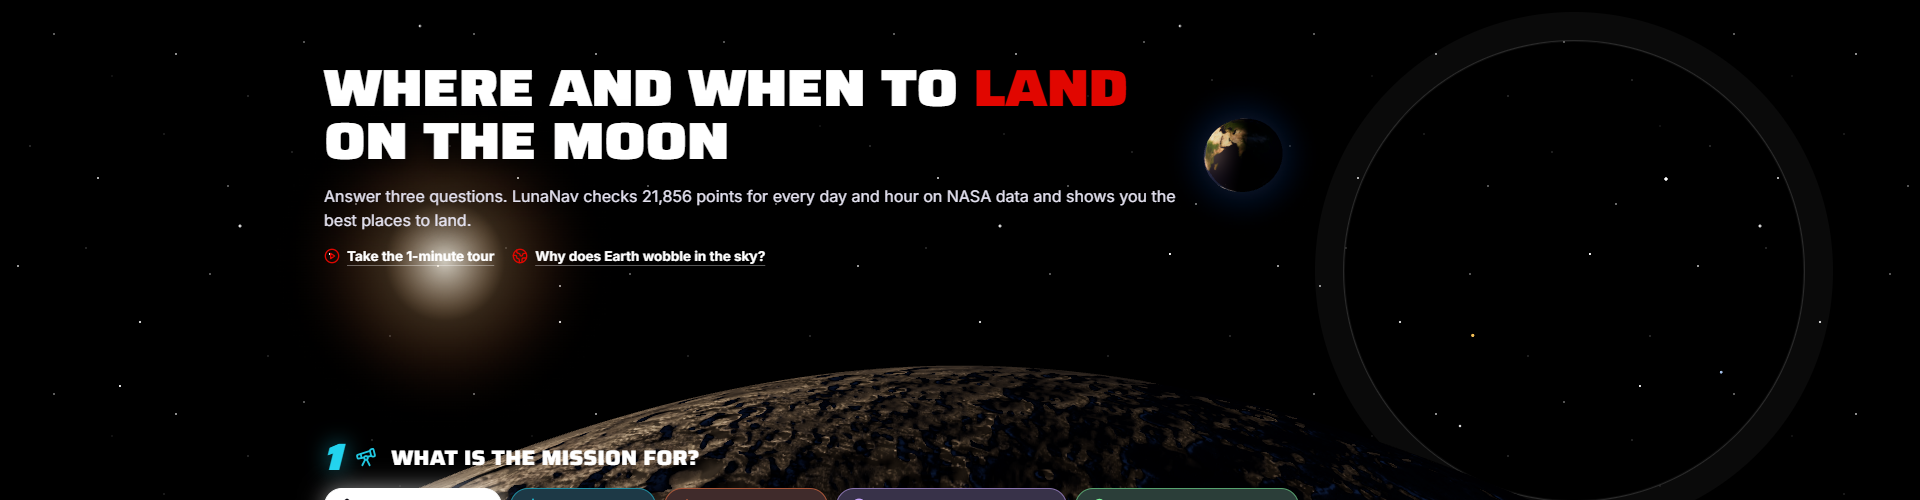 WHERE AND WHEN TO LAND
ON THE MOON
Answer three questions. LunaNav checks 21,856 points for every day and hour on NASA data and shows you the
best places to land.
Take the 1-minute tour Why does Earth wobble in the sky?
1 WHAT IS THE MISSION FOR?